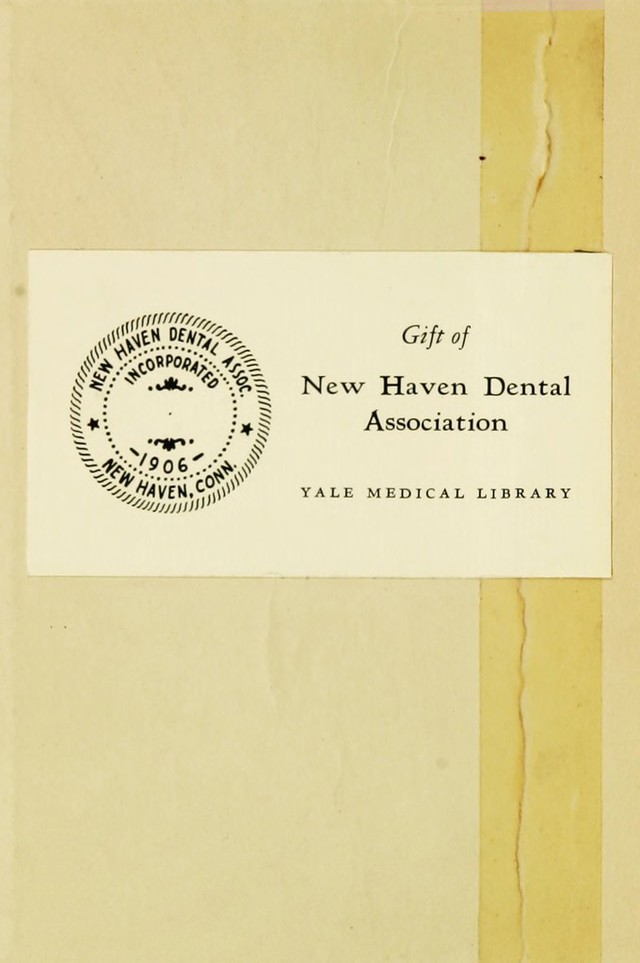 NEW HAVEN DENTAL ASSOC.
INCORPORATED
-1906-
NEW HAVEN, CONN.
Gift of
New Haven Dental
Association
YALE MEDICAL LIBRARY